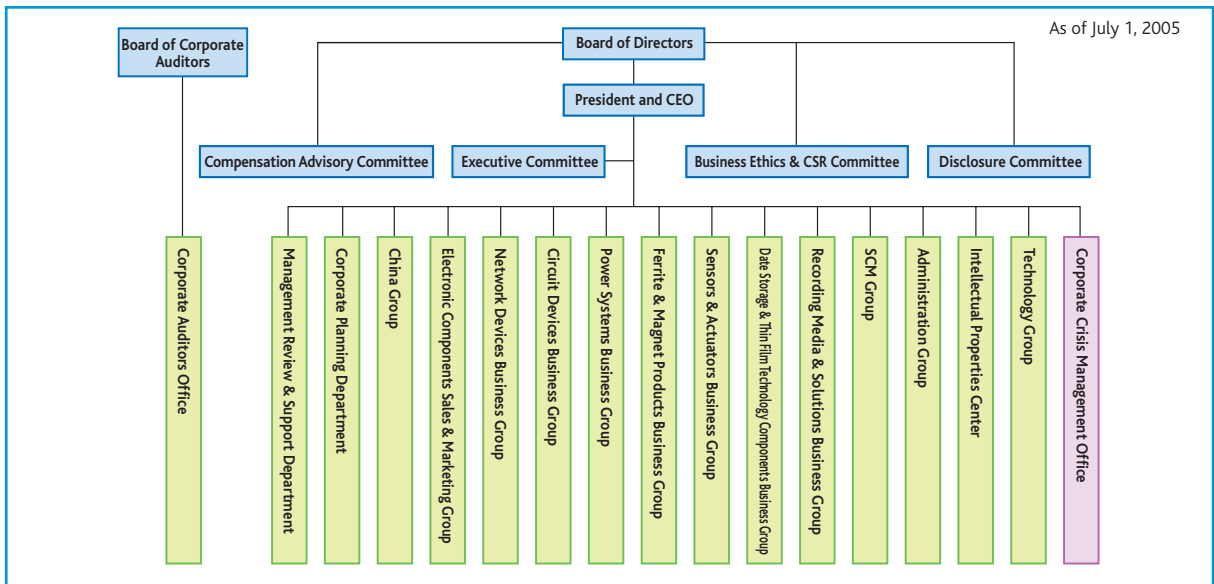 As of July 1, 2005
Board of Corporate
Auditors
Board of Directors
President and CEO
Compensation Advisory Committee
Executive Committee
Business Ethics & CSR Committee
Disclosure Committee
Corporate Auditors Office
Management Review & Support Department
Corporate Planning Department
China Group
Electronic Components Sales & Marketing Group
Network Devices Business Group
Circuit Devices Business Group
Power Systems Business Group
Ferrite & Magnet Products Business Group
Sensors & Actuators Business Group
Date Storage & Thin Film Technology Components Business Group
Recording Media & Solutions Business Group
SCM Group
Administration Group
Intellectual Properties Center
Technology Group
Corporate Crisis Management Office